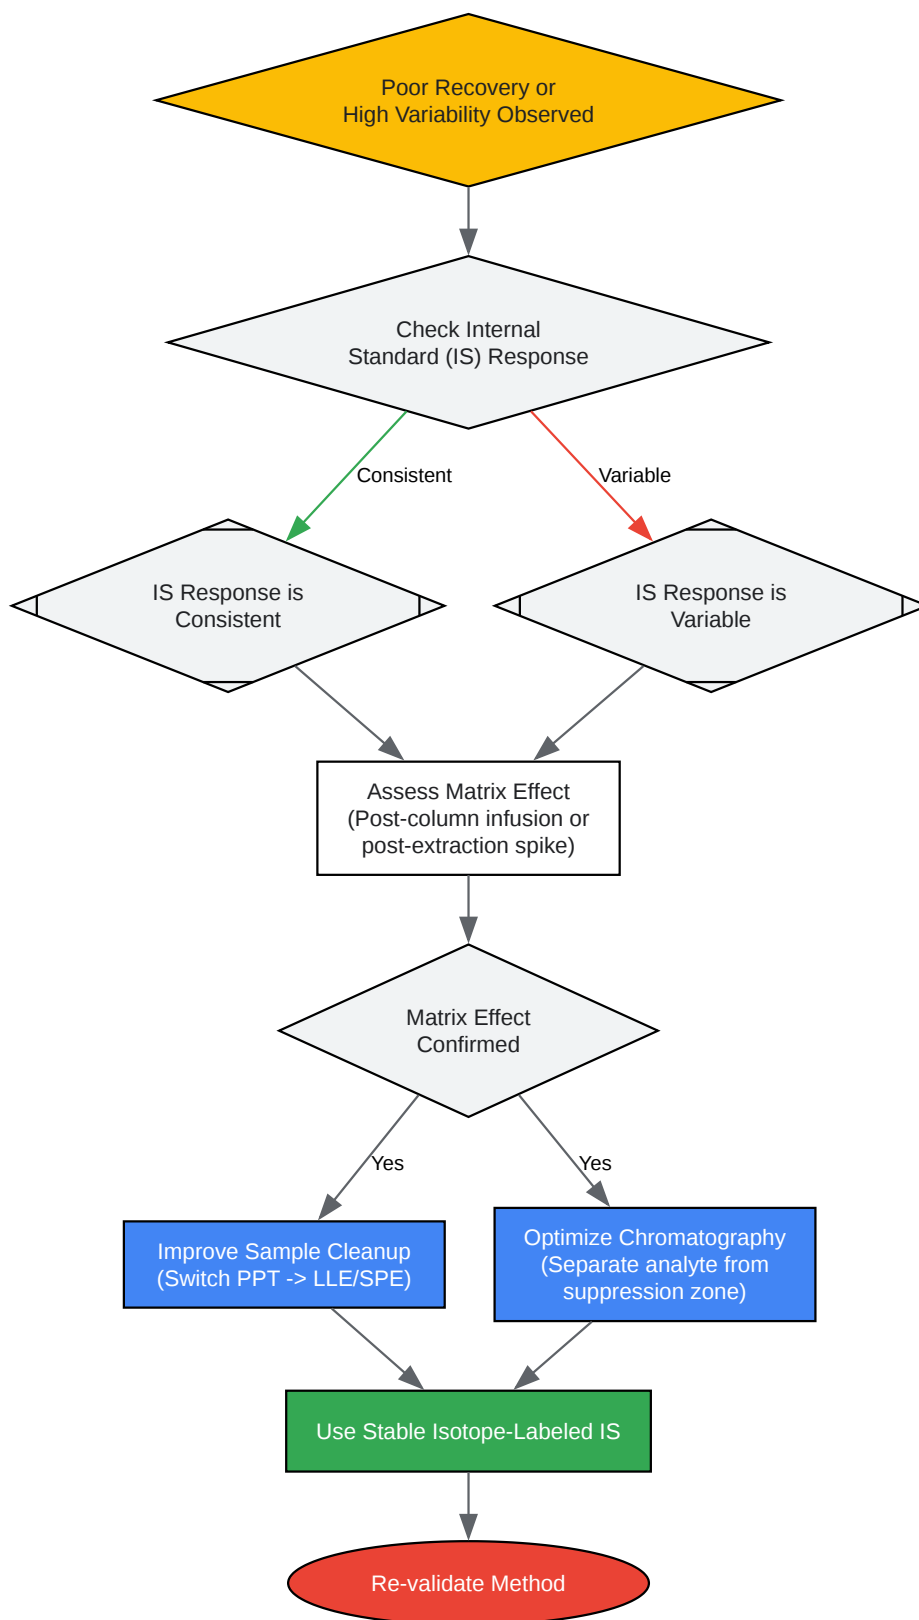 Poor Recovery or
High Variability Observed
Check Internal
Standard (IS) Response
Consistent
Variable
IS Response is
Consistent
IS Response is
Variable
Assess Matrix Effect
(Post-column infusion or
post-extraction spike)
Matrix Effect
Confirmed
Yes
Yes
Improve Sample Cleanup
(Switch PPT -> LLE/SPE)
Optimize Chromatography
(Separate analyte from
suppression zone)
Use Stable Isotope-Labeled IS
Re-validate Method